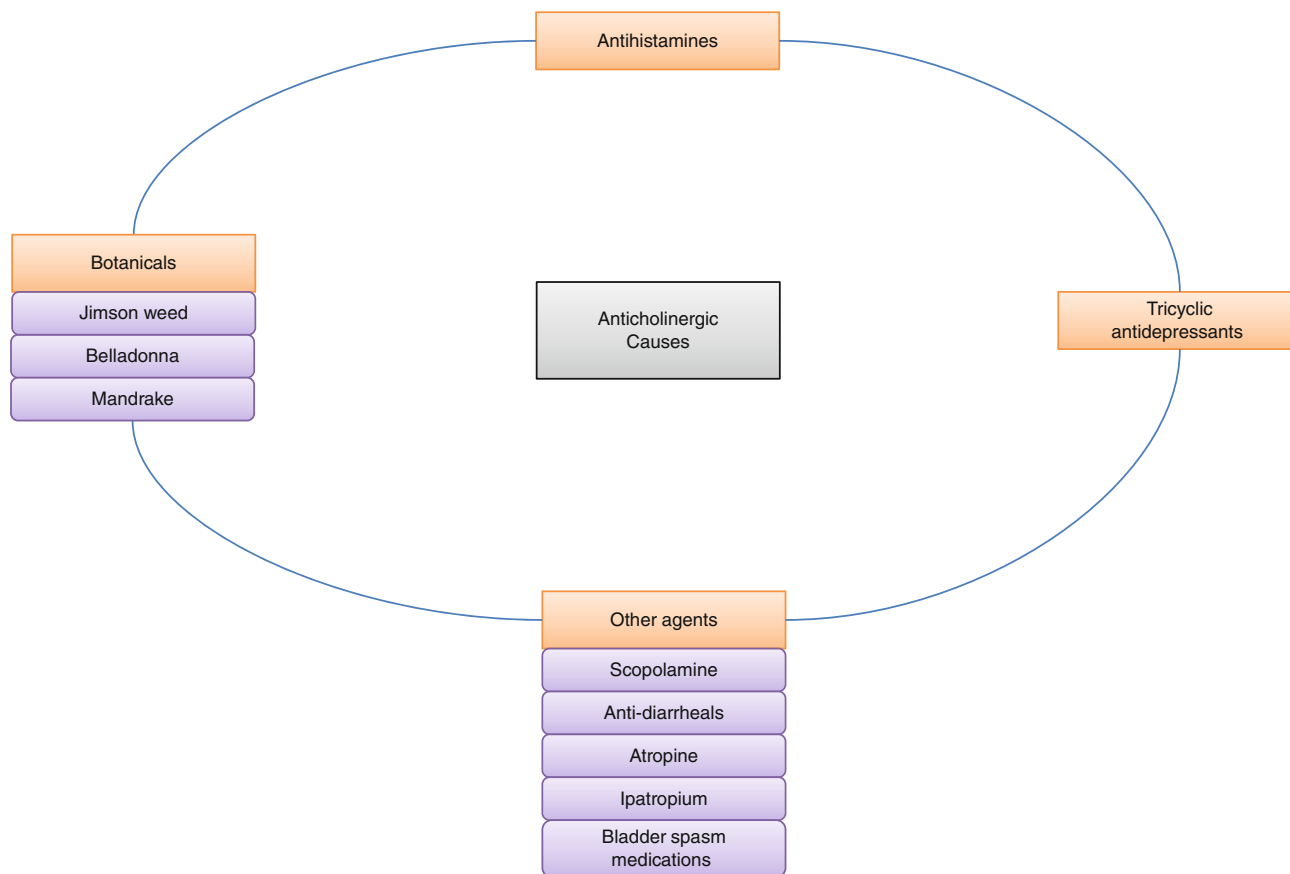 Antihistamines
Botanicals
Jimson weed
Belladonna
Mandrake
Anticholinergic
Causes
Tricyclic
antidepressants
Other agents
Scopolamine
Anti-diarrheals
Atropine
Ipatropium
Bladder spasm
medications